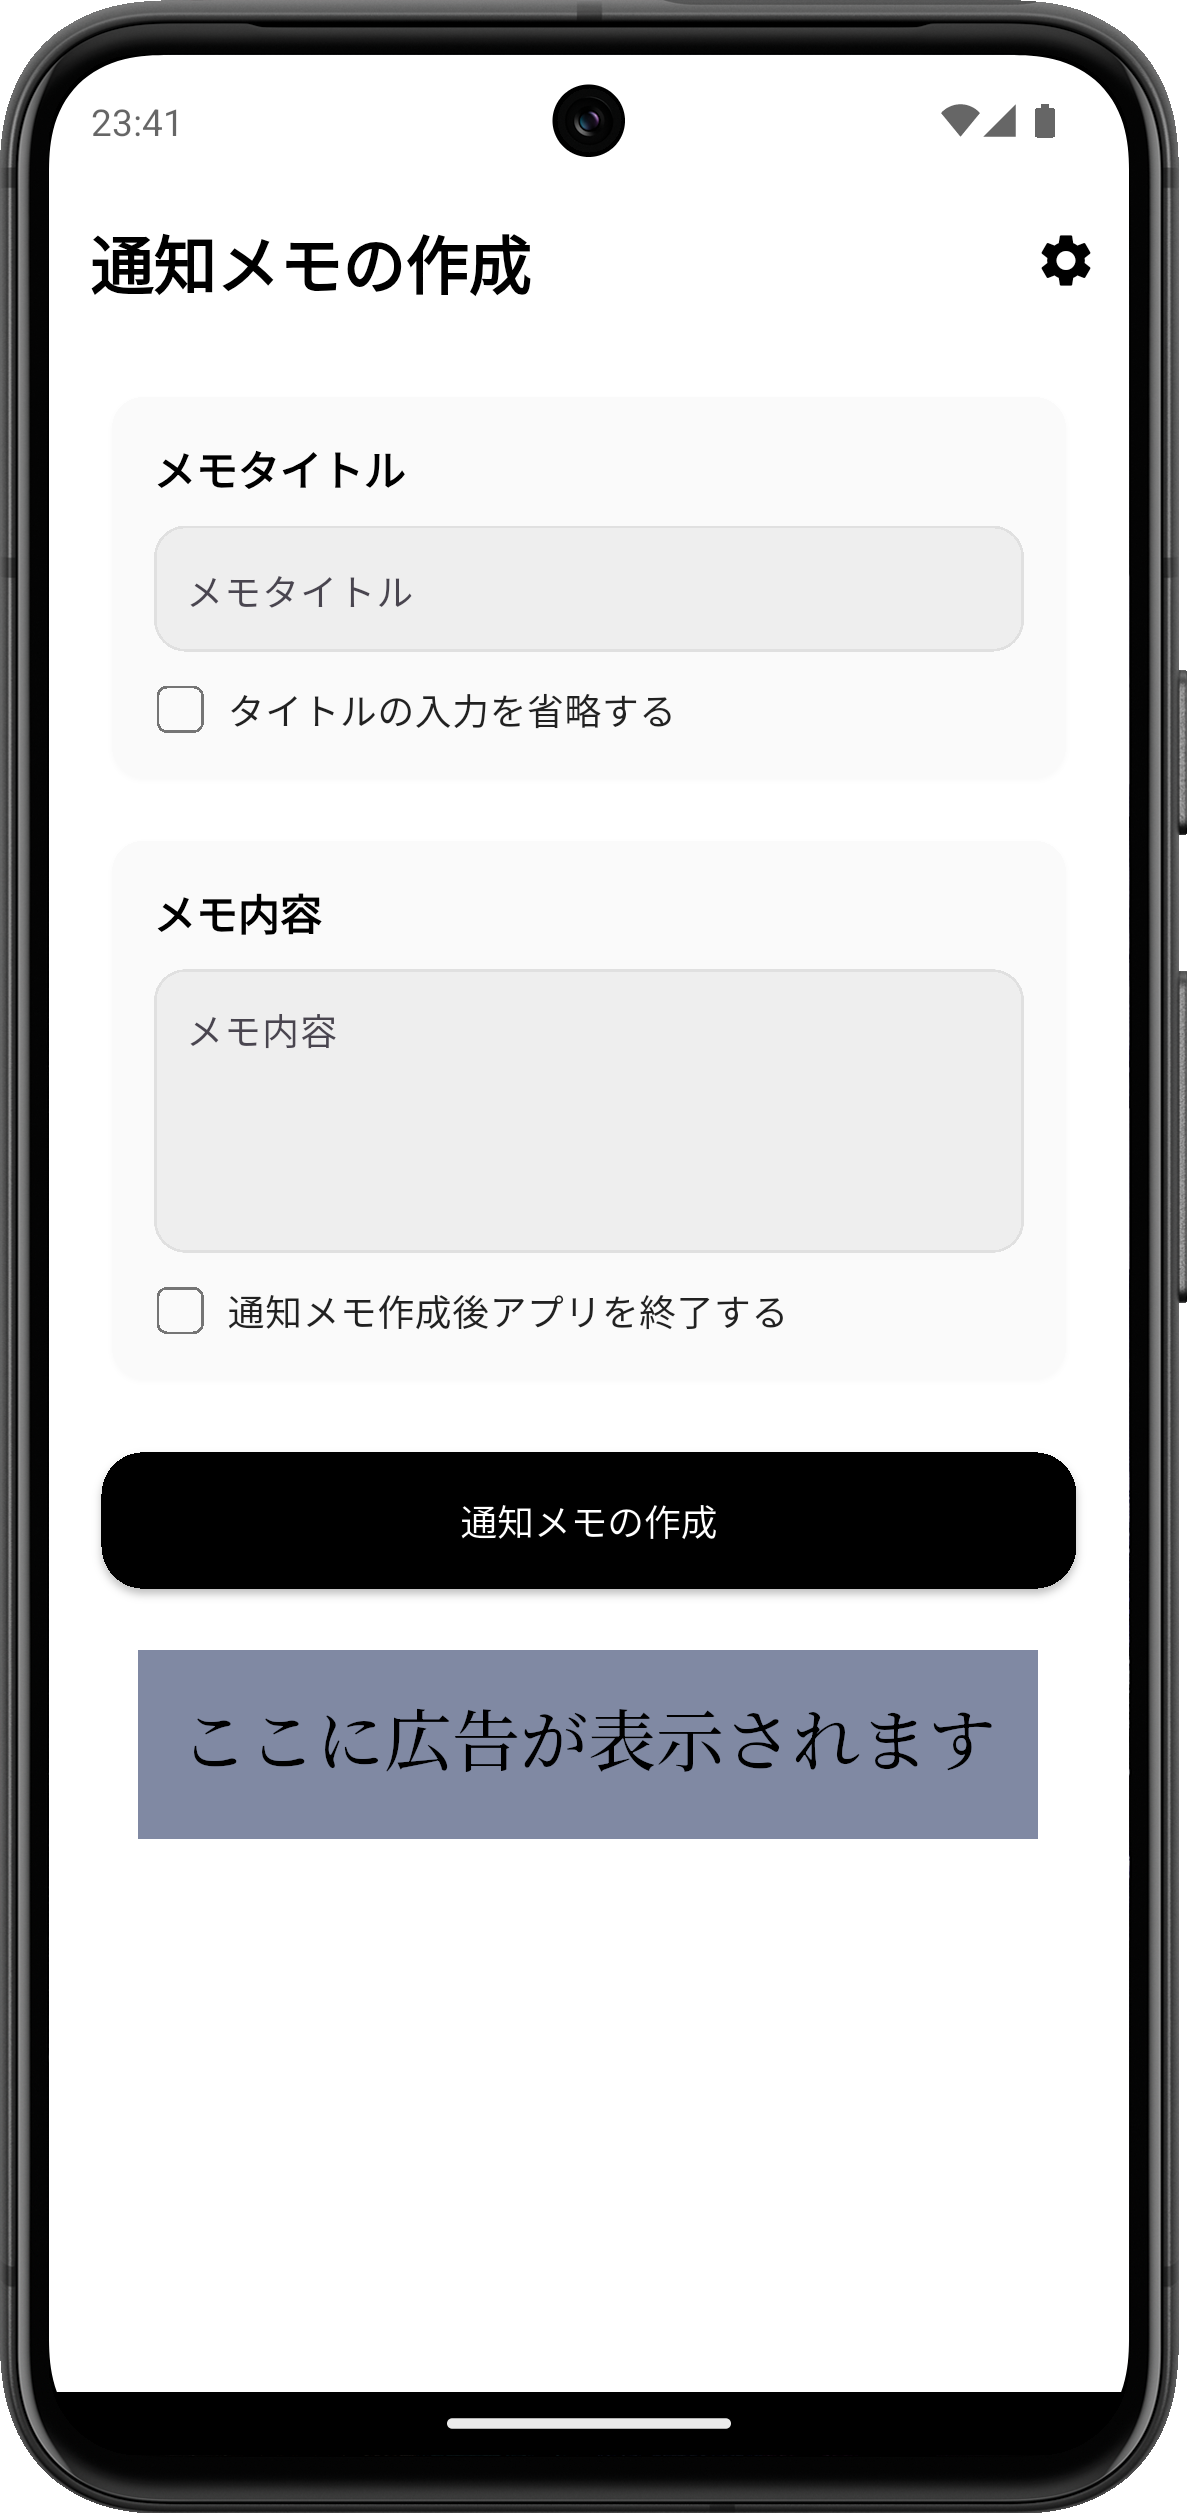 23:41
通知メモの作成
メモタイトル
メモタイトル
タイトルの入力を省略する
メモ内容
メモ内容
通知メモ作成後アプリを終了する
通知メモの作成
ここに広告が表示されます